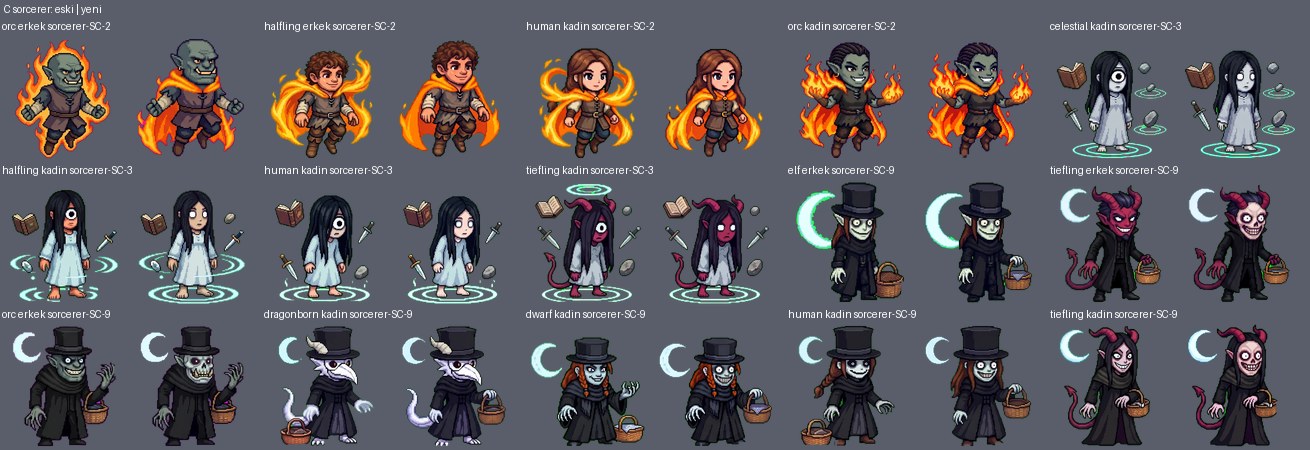 C sorcerer: eski | yeni
orc erkek sorcerer-SC-2
halfling erkek sorcerer-SC-2
human kadin sorcerer-SC-2
orc kadin sorcerer-SC-2
celestial kadin sorcerer-SC-3
halfling kadin sorcerer-SC-3
human kadin sorcerer-SC-3
tiefling kadin sorcerer-SC-3
elf erkek sorcerer-SC-9
tiefling erkek sorcerer-SC-9
orc erkek sorcerer-SC-9
dragonborn kadin sorcerer-SC-9
dwarf kadin sorcerer-SC-9
human kadin sorcerer-SC-9
tiefling kadin sorcerer-SC-9